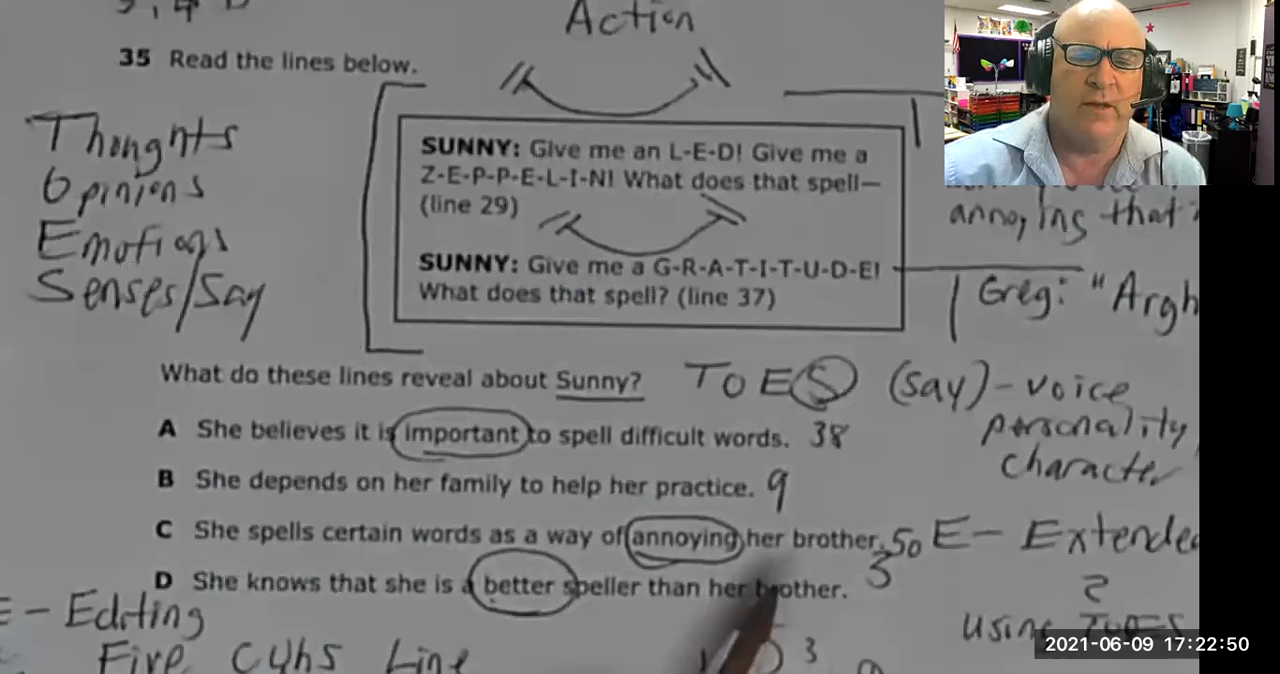 Action
35 Read the lines below.
Thoughts
Opinions
Emotions
Senses/Say
SUNNY: Give me an L-E-D! Give me a
Z-E-P-P-E-L-I-N! What does that spell—
(line 29)
SUNNY: Give me a G-R-A-T-I-T-U-D-E!
What does that spell? (line 37)
annoying that
Greg: "Argh
What do these lines reveal about Sunny?
TOES (say)-voice
personality
character
A She believes it is important to spell difficult words. 38
B She depends on her family to help her practice. 9
C She spells certain words as a way of annoying her brother. 50
3
D She knows that she is a better speller than her brother.
E- Extended
2
using TOES
E - Editing
Five Cyhs Line
3
2021-06-09 17:22:50